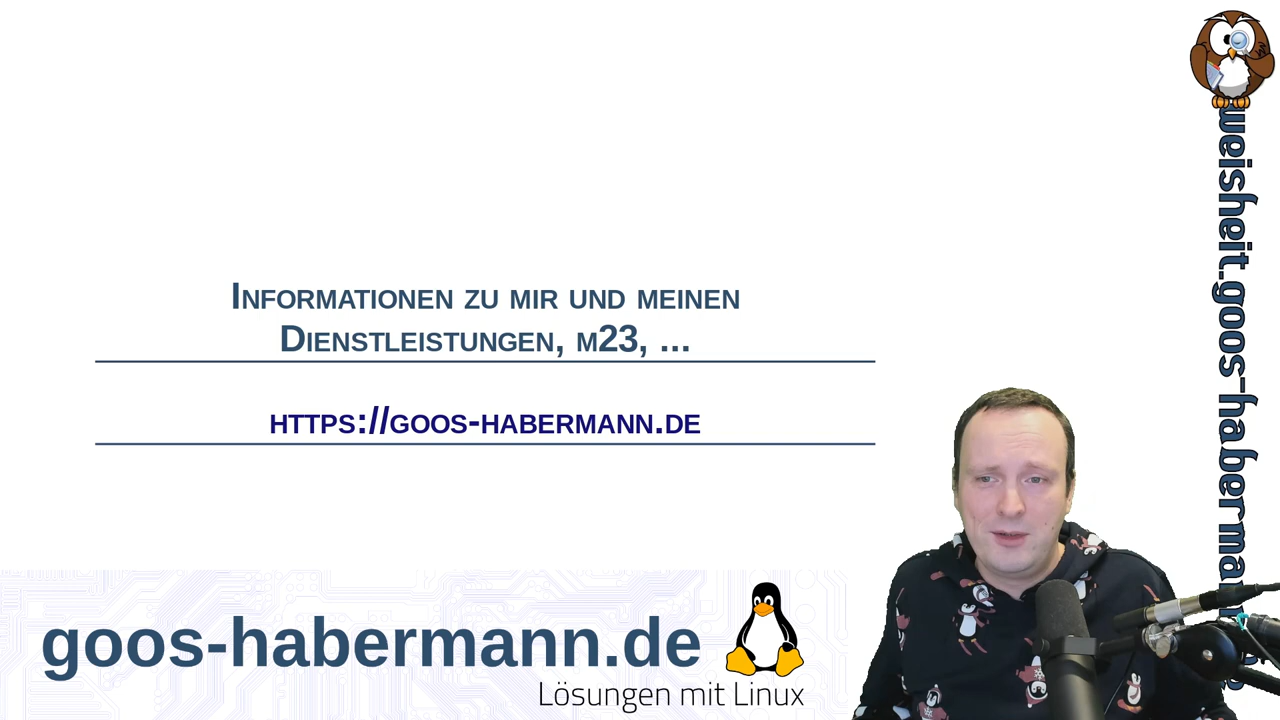 Informationen zu mir und meinen
Dienstleistungen, m23, ...
https://goos-habermann.de
goos-habermann.de
Lösungen mit Linux
weisheit.goos-habermann.de